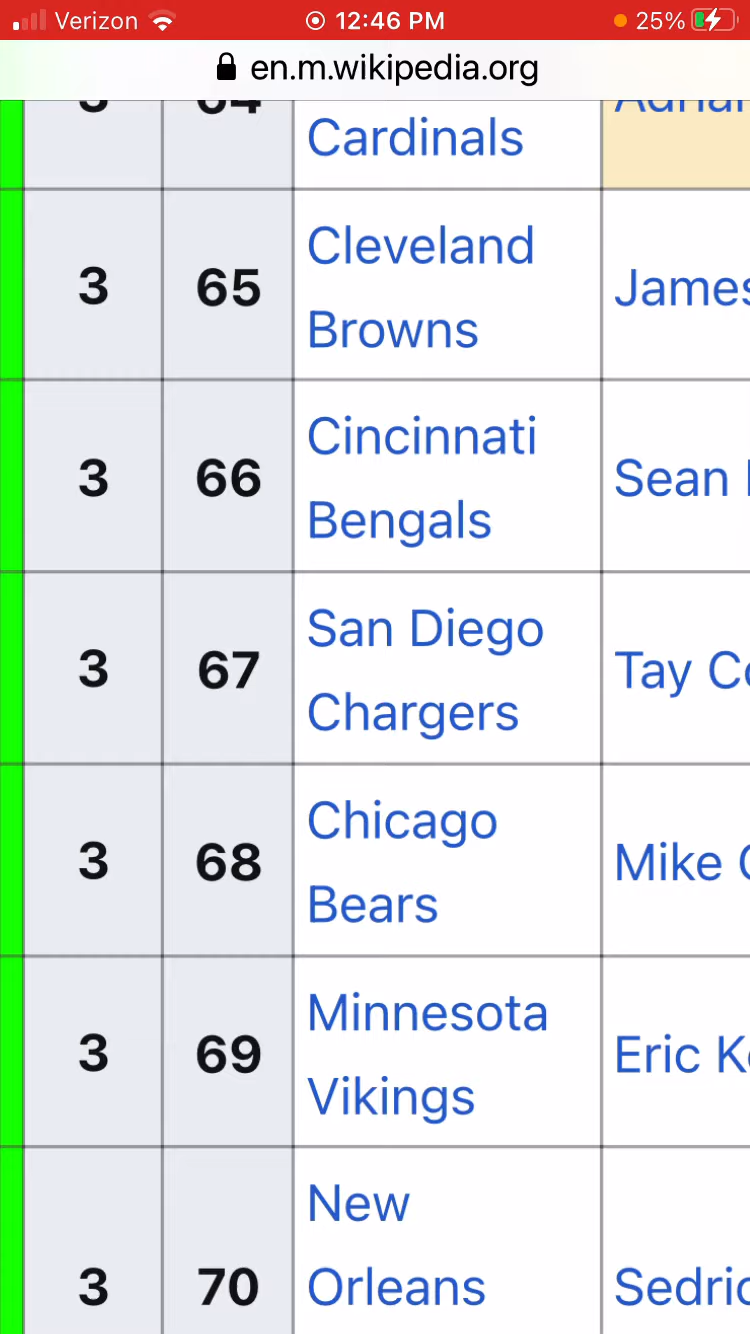 Verizon 12:46 PM 25%
en.m.wikipedia.org
Cardinals
3 65 Cleveland Browns James
3 66 Cincinnati Bengals Sean
3 67 San Diego Chargers Tay
3 68 Chicago Bears Mike
3 69 Minnesota Vikings Eric
3 70 New Orleans